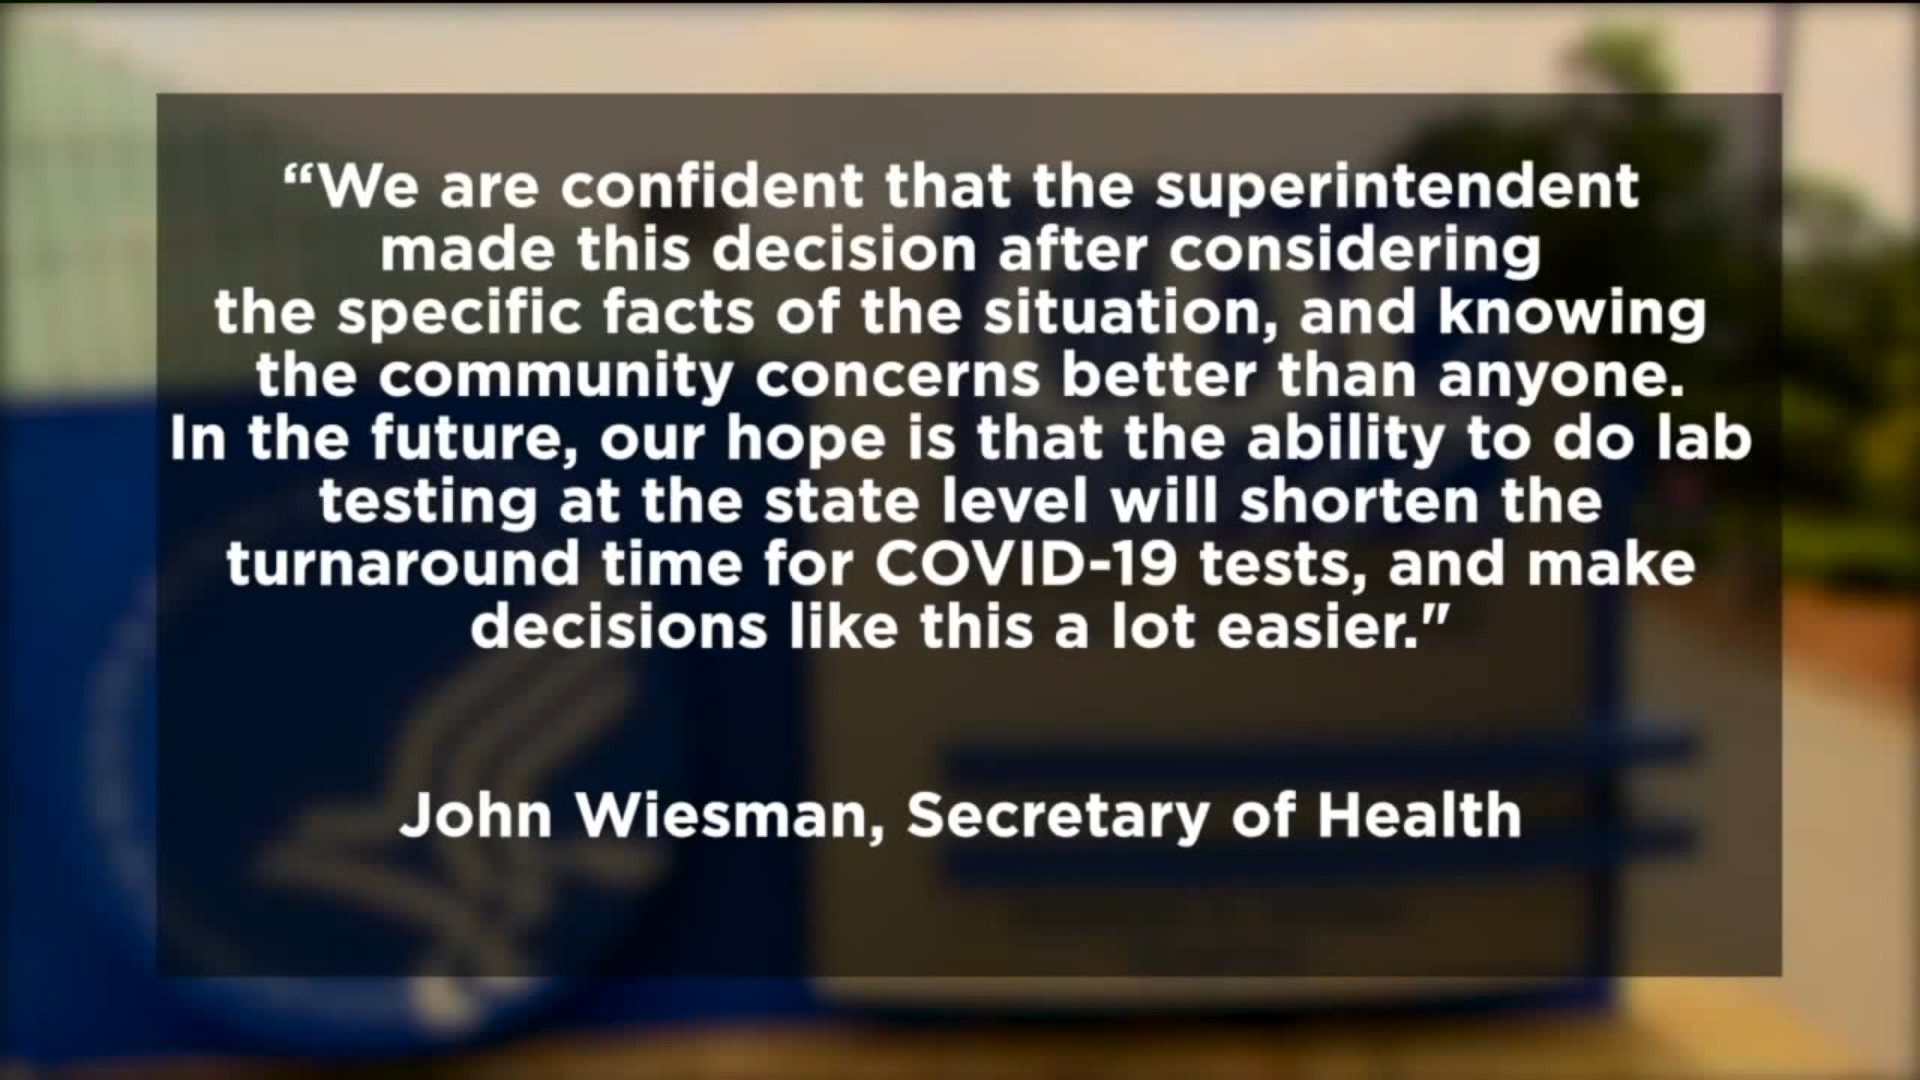 “We are confident that the superintendent
made this decision after considering
the specific facts of the situation, and knowing
the community concerns better than anyone.
In the future, our hope is that the ability to do lab
testing at the state level will shorten the
turnaround time for COVID-19 tests, and make
decisions like this a lot easier."
John Wiesman, Secretary of Health